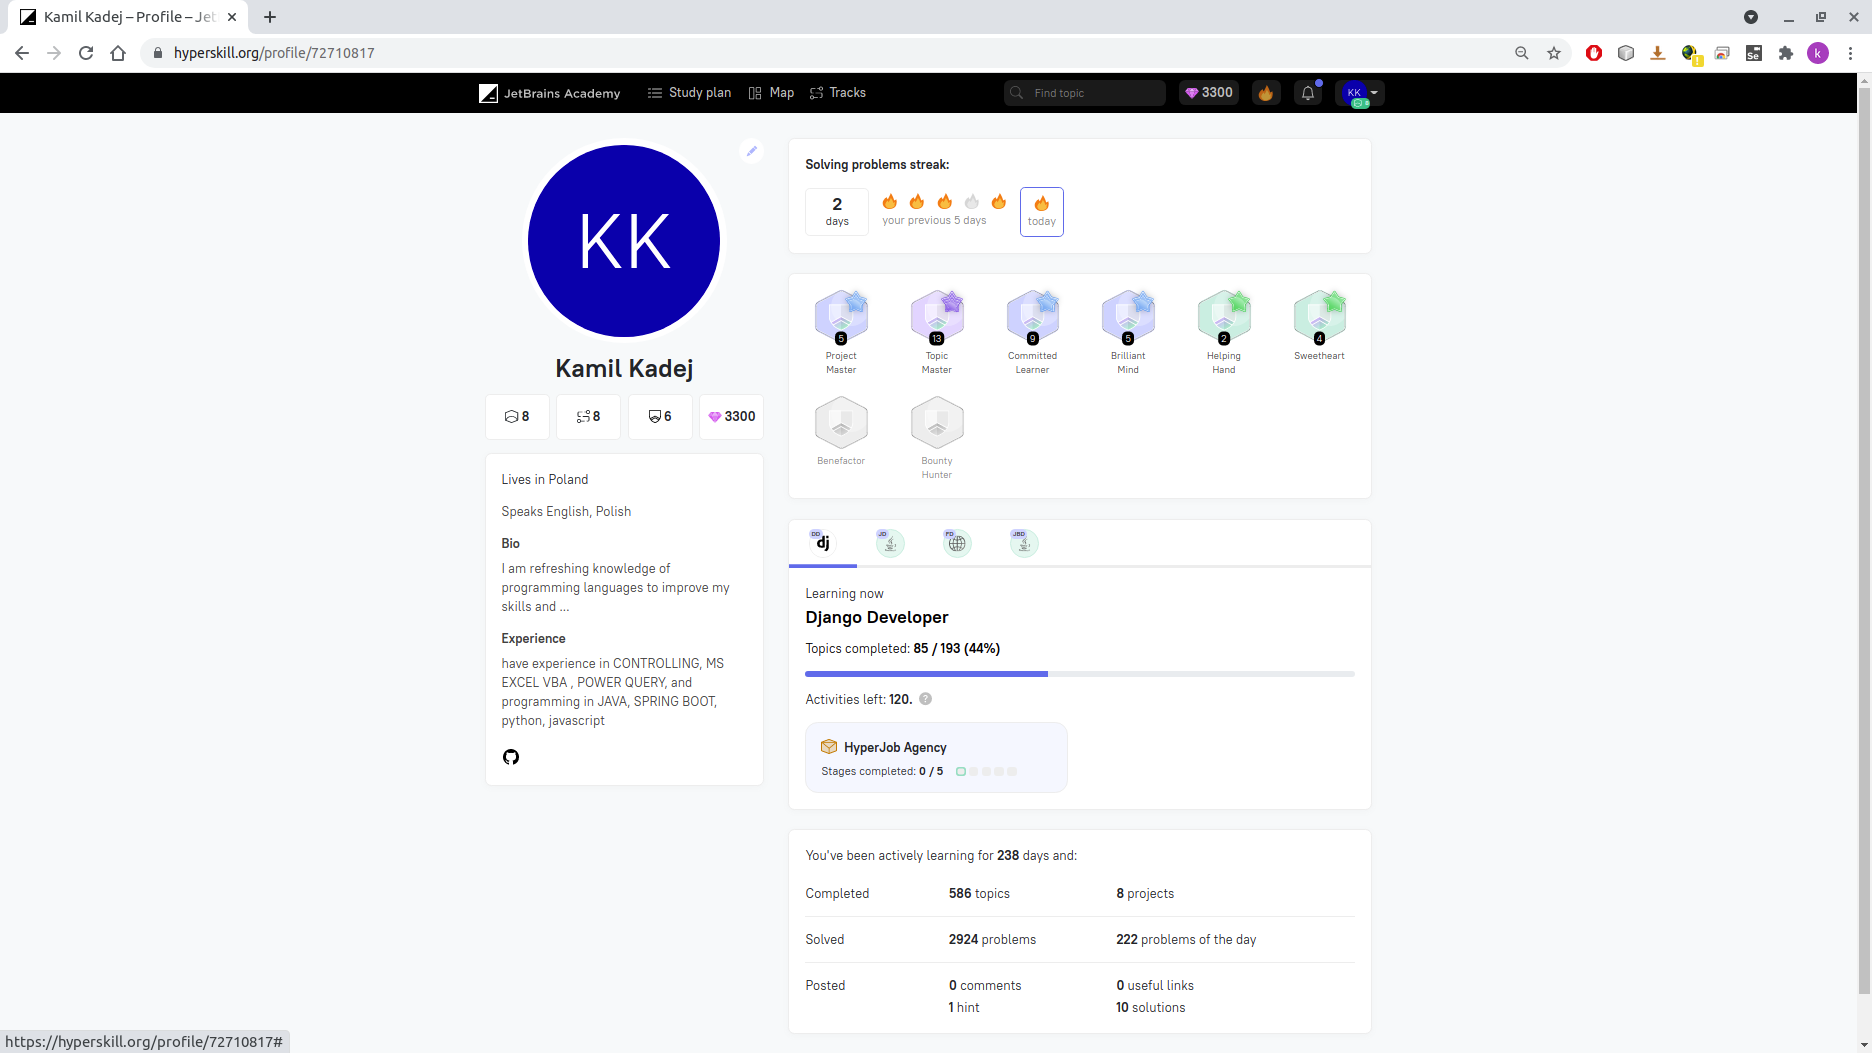 Kamil Kadej – Profile – Jet
hyperskill.org/profile/72710817
k
JetBrains Academy
Study plan
Map
Tracks
Find topic
3300
KK
8
KK
Kamil Kadej
8
8
6
3300
Lives in Poland
Speaks English, Polish
Bio
I am refreshing knowledge of
programming languages to improve my
skills and ...
Experience
have experience in CONTROLLING, MS
EXCEL VBA , POWER QUERY, and
programming in JAVA, SPRING BOOT,
python, javascript
Solving problems streak:
2
days
your previous 5 days
today
5
Project
Master
13
Topic
Master
9
Committed
Learner
5
Brilliant
Mind
2
Helping
Hand
4
Sweetheart
Benefactor
Bounty
Hunter
DD
dj
JD
FD
JBD
Learning now
Django Developer
Topics completed: 85 / 193 (44%)
Activities left: 120. ?
HyperJob Agency
Stages completed: 0 / 5
You've been actively learning for 238 days and:
Completed
586 topics
8 projects
Solved
2924 problems
222 problems of the day
Posted
0 comments
0 useful links
1 hint
10 solutions
https://hyperskill.org/profile/72710817#